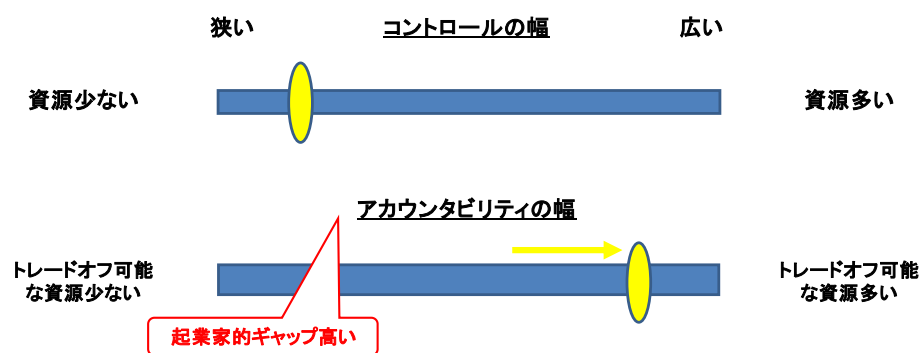 狭い コントロールの幅 広い
資源少ない 資源多い
アカウンタビリティの幅
トレードオフ可能
な資源少ない
トレードオフ可能
な資源多い
起業家的ギャップ高い